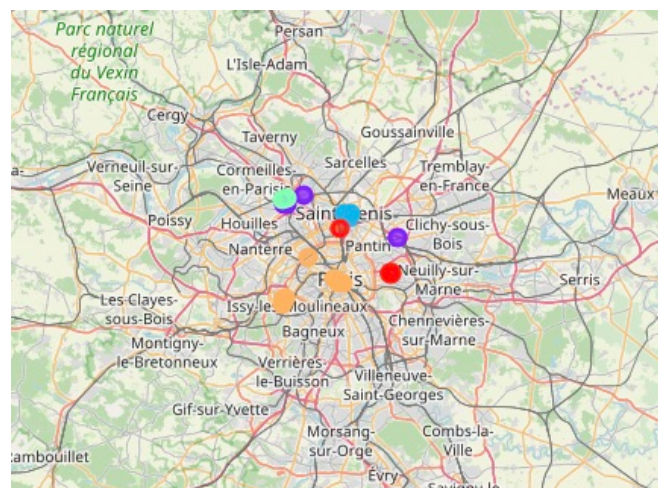 Parc naturel
régional
du Vexin
Français
Persan
L'Isle-Adam
Cergy
Taverny
Goussainville
Sarcelles
Verneuil-sur-
Seine
Cormeilles-
en-Parisis
Tremblay-
en-France
Meaux
Poissy
Houilles
Saint-Denis
Clichy-sous-
Bois
Nanterre
Pantin
Paris
Neuilly-sur-
Marne
Serris
Les Clayes-
sous-Bois
Issy-les-Moulineaux
Chennevières-
sur-Marne
Bagneux
Montigny-
le-Bretonneux
Verrières-
le-Buisson
Villeneuve-
Saint-Georges
Gif-sur-Yvette
Morsang-
sur-Orge
Combs-la-
Ville
ambouillet
Évry